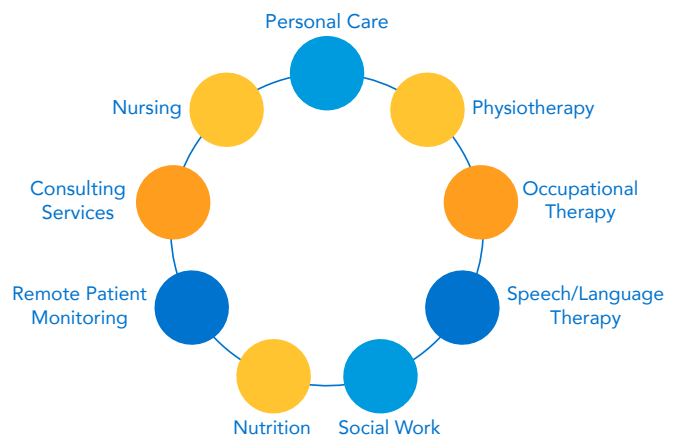 Personal Care
Nursing
Physiotherapy
Consulting
Services
Occupational
Therapy
Remote Patient
Monitoring
Speech/Language
Therapy
Nutrition
Social Work